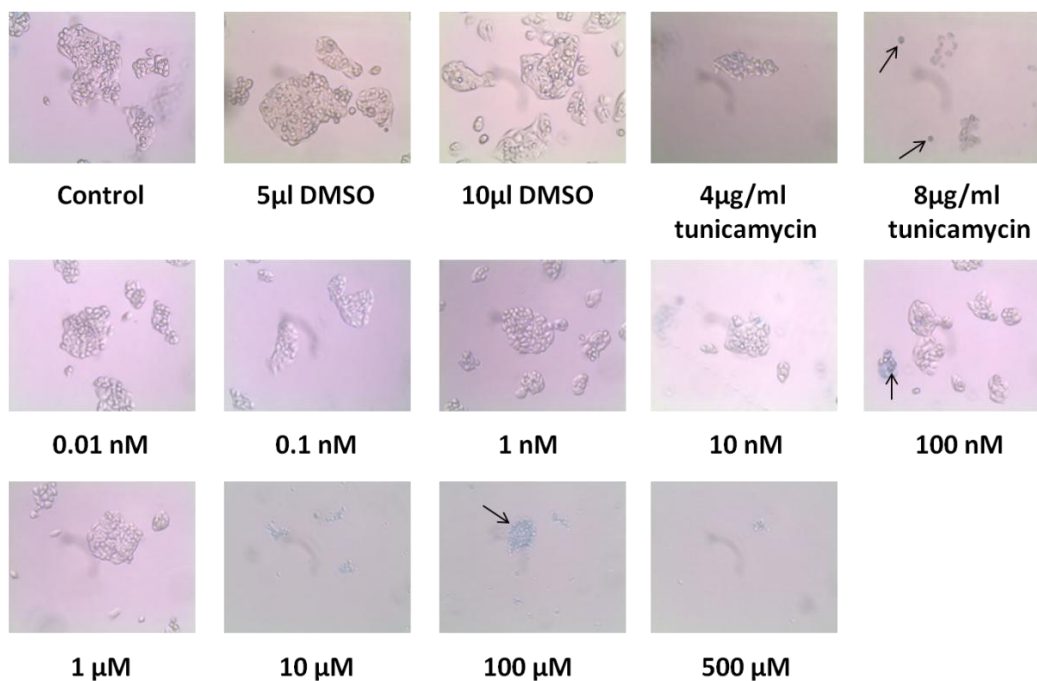 Control
5µl DMSO
10µl DMSO
4µg/ml
tunicamycin
8µg/ml
tunicamycin
0.01 nM
0.1 nM
1 nM
10 nM
100 nM
1 µM
10 µM
100 µM
500 µM